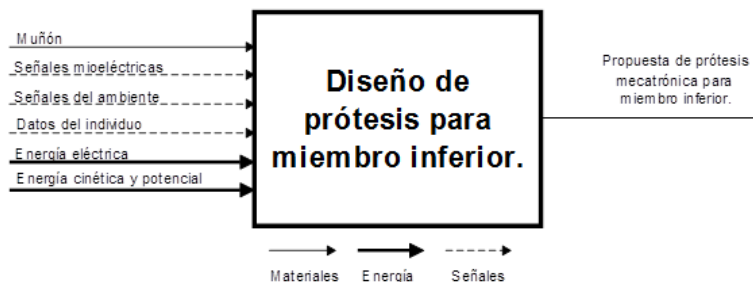 Muñón
Señales mioeléctricas
Señales del ambiente
Datos del individuo
Energía eléctrica
Energía cinética y potencial
Diseño de
prótesis para
miembro inferior.
Propuesta de prótesis
mecatrónica para
miembro inferior.
Materiales
Energía
Señales